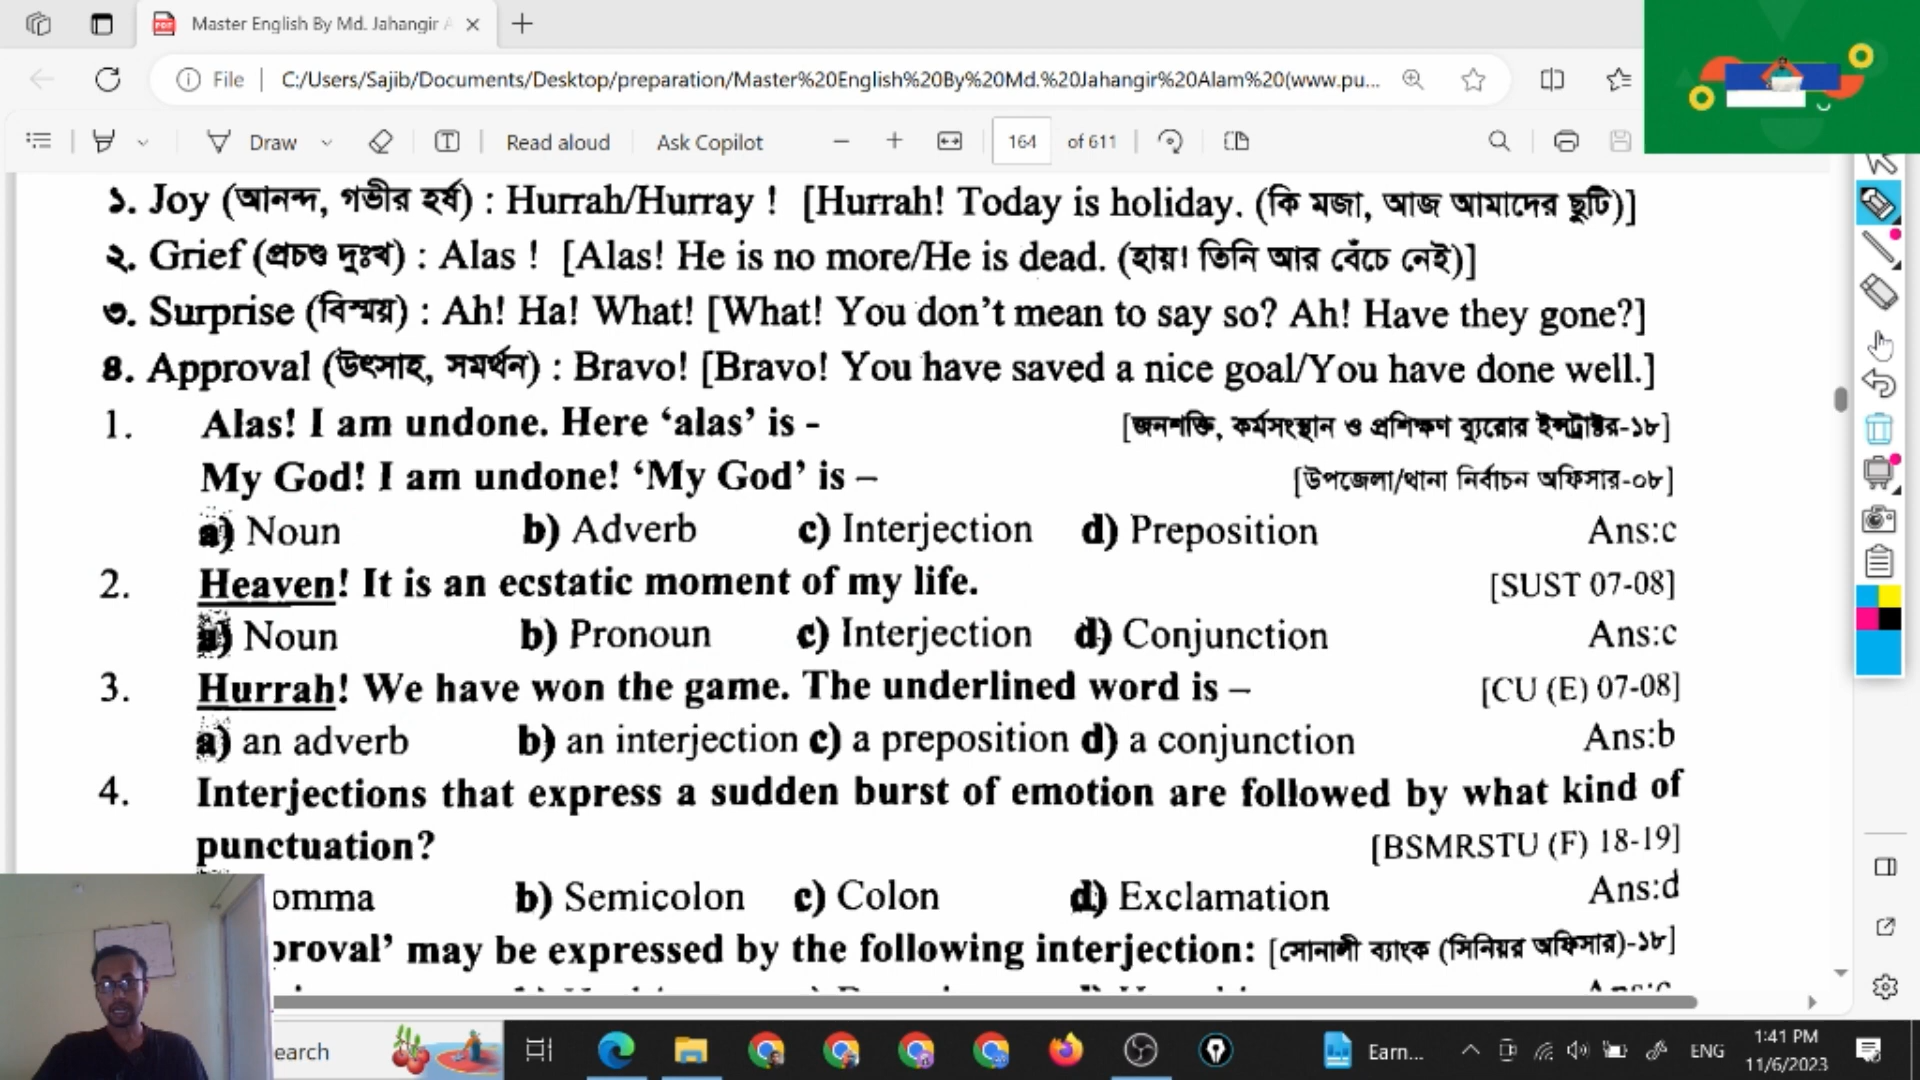 Master English By Md. Jahangir A
File C:/Users/Sajib/Documents/Desktop/preparation/Master%20English%20By%20Md.%20Jahangir%20Alam%20(www.pu...
Draw Read aloud Ask Copilot 164 of 611
১. Joy (আনন্দ, গভীর হর্ষ) : Hurrah/Hurray ! [Hurrah! Today is holiday. (কি মজা, আজ আমাদের ছুটি)]
২. Grief (প্রচণ্ড দুঃখ) : Alas ! [Alas! He is no more/He is dead. (হায়। তিনি আর বেঁচে নেই)]
৩. Surprise (বিস্ময়) : Ah! Ha! What! [What! You don't mean to say so? Ah! Have they gone?]
৪. Approval (উৎসাহ, সমর্থন) : Bravo! [Bravo! You have saved a nice goal/You have done well.]
1. Alas! I am undone. Here ‘alas’ is - [জনশক্তি, কর্মসংস্থান ও প্রশিক্ষণ ব্যুরোর ইন্সট্রাক্টর-১৮]
My God! I am undone! ‘My God’ is – [উপজেলা/থানা নির্বাচন অফিসার-০৮]
a) Noun b) Adverb c) Interjection d) Preposition Ans:c
2. Heaven! It is an ecstatic moment of my life. [SUST 07-08]
a) Noun b) Pronoun c) Interjection d) Conjunction Ans:c
3. Hurrah! We have won the game. The underlined word is – [CU (E) 07-08]
a) an adverb b) an interjection c) a preposition d) a conjunction Ans:b
4. Interjections that express a sudden burst of emotion are followed by what kind of
punctuation? [BSMRSTU (F) 18-19]
omma b) Semicolon c) Colon d) Exclamation Ans:d
proval’ may be expressed by the following interjection: [সোনালী ব্যাংক (সিনিয়র অফিসার)-১৮]
earch Earn... ENG 1:41 PM
11/6/2023